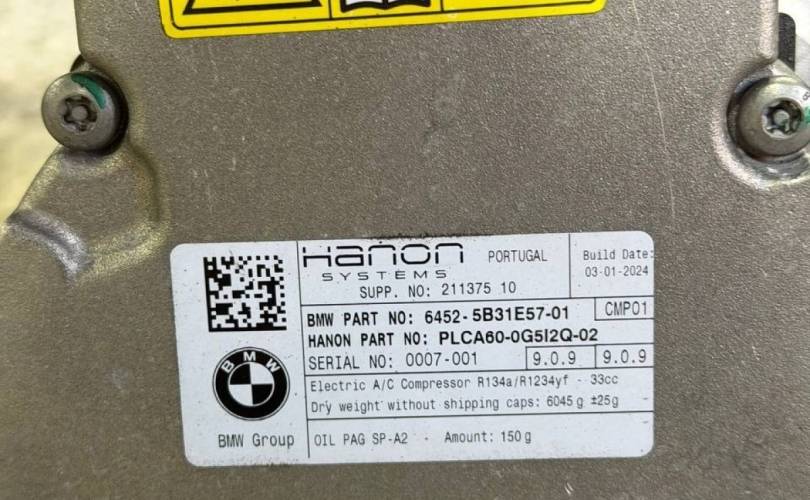 Hanon
SYSTEMS
PORTUGAL
Build Date:
03-01-2024
SUPP. NO: 211375 10
BMW PART NO: 6452-5B31E57-01
CMP01
HANON PART NO: PLCA60-0G5I2Q-02
SERIAL NO: 0007-001
9.0.9
9.0.9
Electric A/C Compressor R134a/R1234yf - 33cc
Dry weight without shipping caps: 6045 g ±25g
BMW
BMW Group
OIL PAG SP-A2 - Amount: 150g